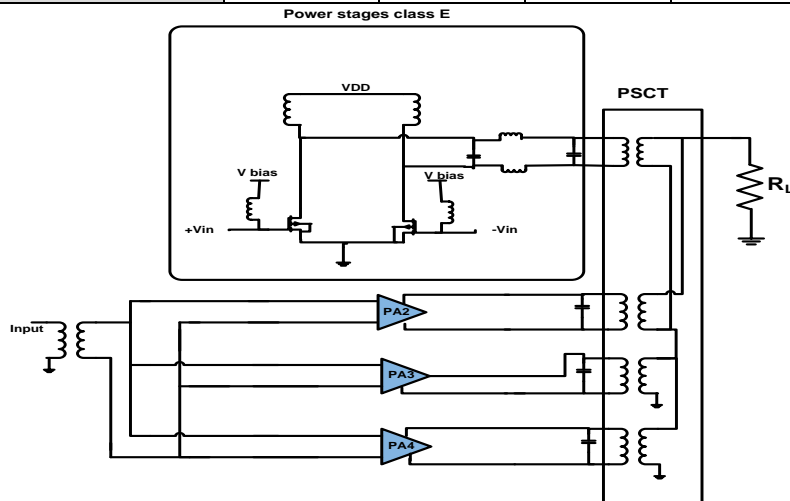 Power stages class E
VDD
PSCT
V bias
V bias
+Vin
-Vin
RL
PA2
Input
PA3
PA4